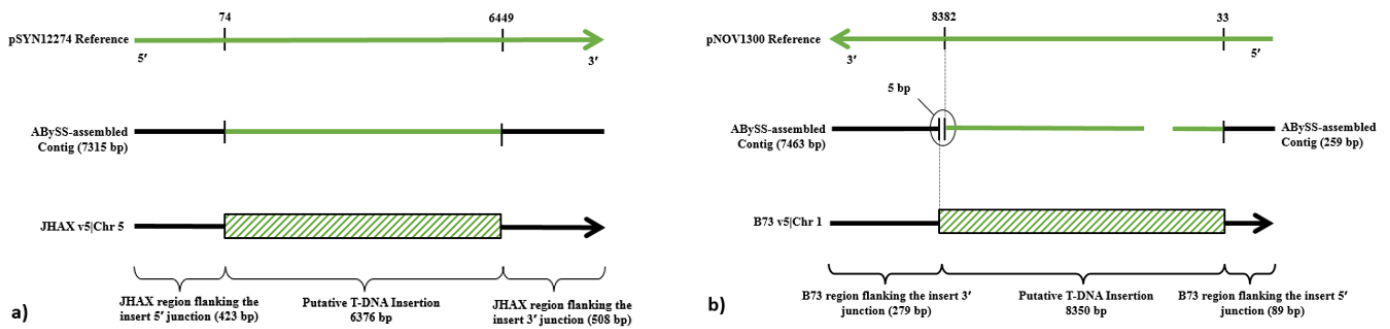 74
6449
pSYN12274 Reference
5′
3′
ABySS-assembled
Contig (7315 bp)
JHAX v5|Chr 5
JHAX region flanking the
insert 5′ junction (423 bp)
Putative T-DNA Insertion
6376 bp
JHAX region flanking the
insert 3′ junction (508 bp)
a)
8382
33
pNOV1300 Reference
3′
5′
5 bp
ABySS-assembled
Contig (7463 bp)
ABySS-assembled
Contig (259 bp)
B73 v5|Chr 1
B73 region flanking the insert 3′
junction (279 bp)
Putative T-DNA Insertion
8350 bp
B73 region flanking the insert 5′
junction (89 bp)
b)